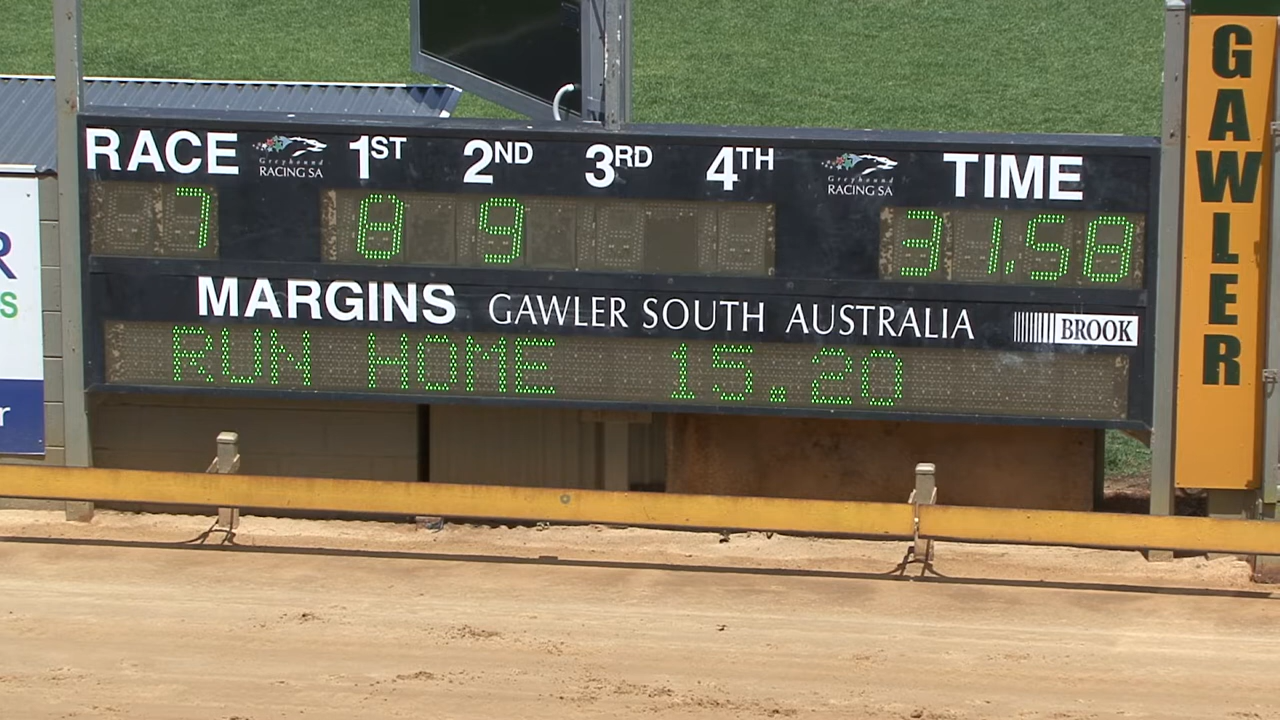 RACE Greyhound RACING SA 1ST 2ND 3RD 4TH Greyhound RACING SA TIME
7 8 9 31.58
MARGINS GAWLER SOUTH AUSTRALIA BROOK
RUN HOME 15.20
GAWLER
R
S
r